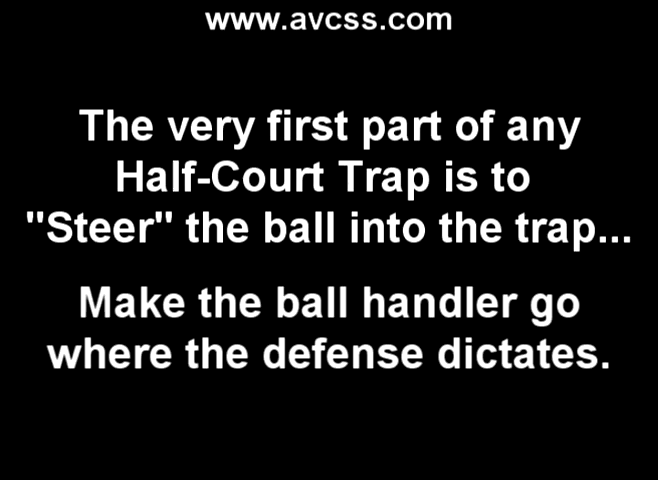 www.avcss.com
The very first part of any
Half-Court Trap is to
"Steer" the ball into the trap...
Make the ball handler go
where the defense dictates.